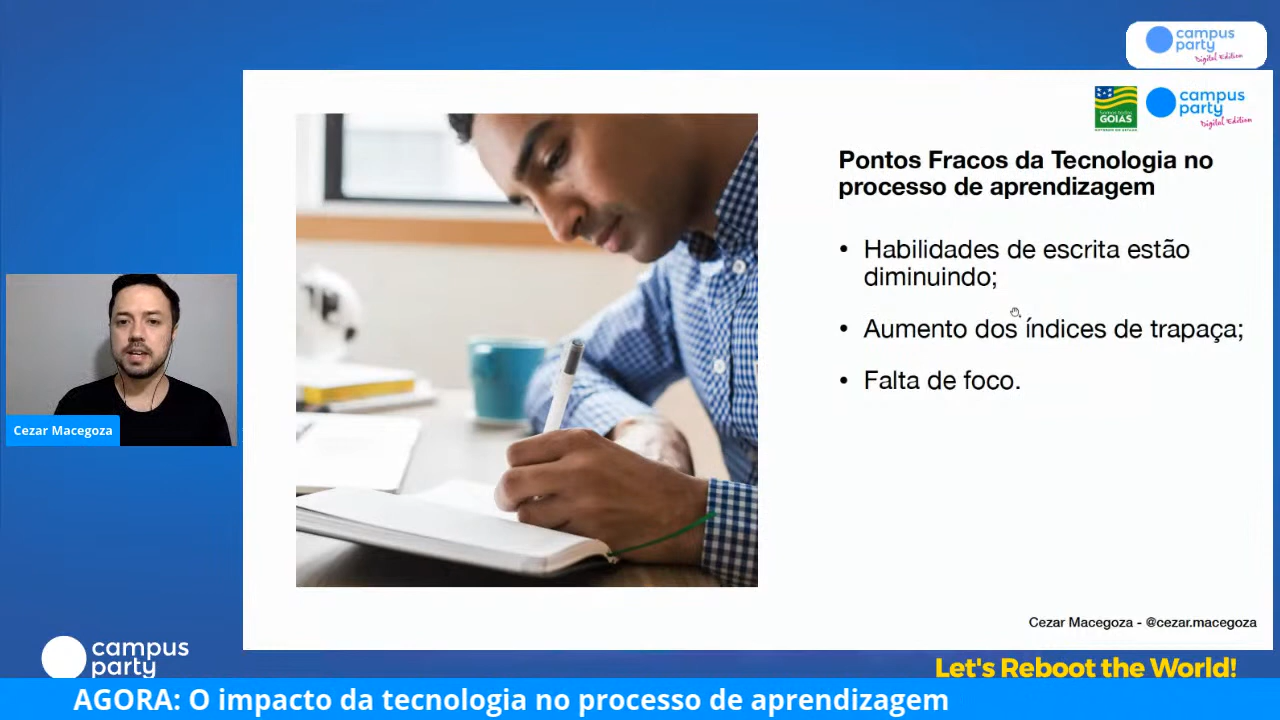 campus
party
Digital Edition
GOIÁS
campus
party
Digital Edition
Pontos Fracos da Tecnologia no
processo de aprendizagem
• Habilidades de escrita estão
diminuindo;
• Aumento dos índices de trapaça;
• Falta de foco.
Cezar Macegoza
Cezar Macegoza - @cezar.macegoza
campus
party
Let's Reboot the World!
AGORA: O impacto da tecnologia no processo de aprendizagem